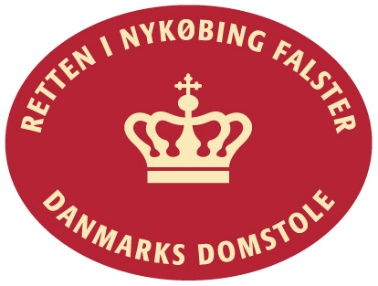 RETTEN I NYKØBING FALSTER
DANMARKS DOMSTOLE